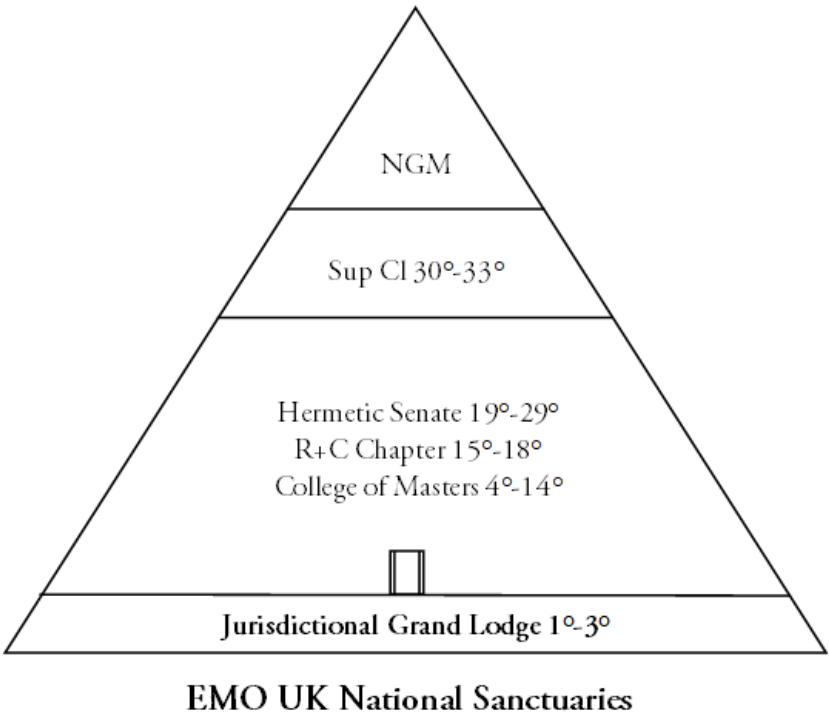 NGM
Sup Cl 30°-33°
Hermetic Senate 19°-29°
R+C Chapter 15°-18°
College of Masters 4°-14°
Jurisdictional Grand Lodge 1°-3°
EMO UK National Sanctuaries